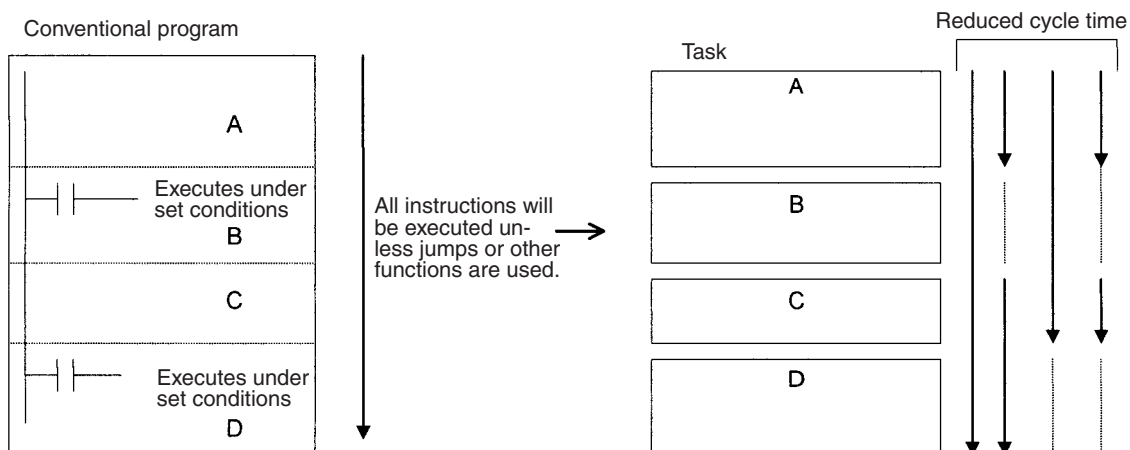 Conventional program
A
Executes under
set conditions
B
C
Executes under
set conditions
D
All instructions will
be executed un-
less jumps or other
functions are used.
Reduced cycle time
Task
A
B
C
D